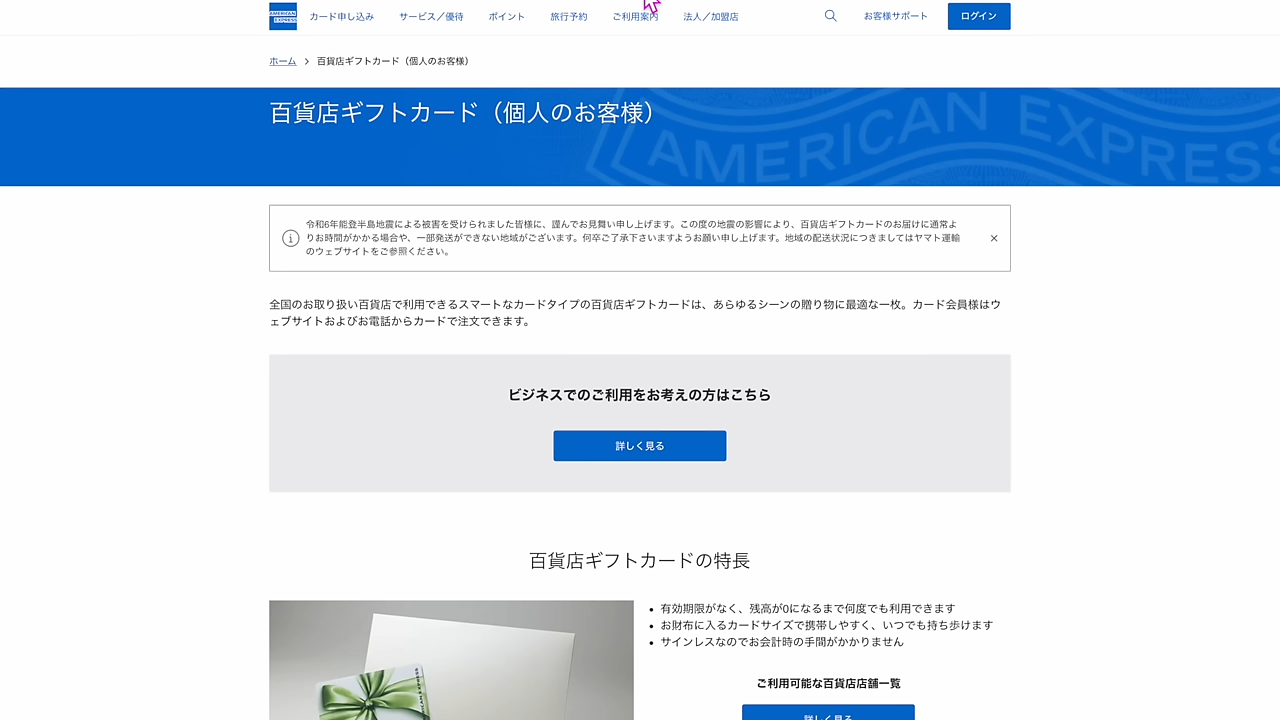 AMERICAN
EXPRESS
カード申し込み
サービス／優待
ポイント
旅行予約
ご利用案内
法人／加盟店
お客様サポート
ログイン
ホーム
百貨店ギフトカード（個人のお客様）
百貨店ギフトカード（個人のお客様）
AMERICAN EXPRESS
令和6年能登半島地震による被害を受けられました皆様に、謹んでお見舞い申し上げます。この度の地震の影響により、百貨店ギフトカードのお届けに通常よ
りお時間がかかる場合や、一部発送ができない地域がございます。何卒ご了承下さいますようお願い申し上げます。地域の配送状況につきましてはヤマト運輸
のウェブサイトをご参照ください。
全国のお取り扱い百貨店で利用できるスマートなカードタイプの百貨店ギフトカードは、あらゆるシーンの贈り物に最適な一枚。カード会員様はウ
ェブサイトおよびお電話からカードで注文できます。
ビジネスでのご利用をお考えの方はこちら
詳しく見る
百貨店ギフトカードの特長
有効期限がなく、残高が0になるまで何度でも利用できます
お財布に入るカードサイズで携帯しやすく、いつでも持ち歩けます
サインレスなのでお会計時の手間がかかりません
ご利用可能な百貨店店舗一覧
詳しく見る